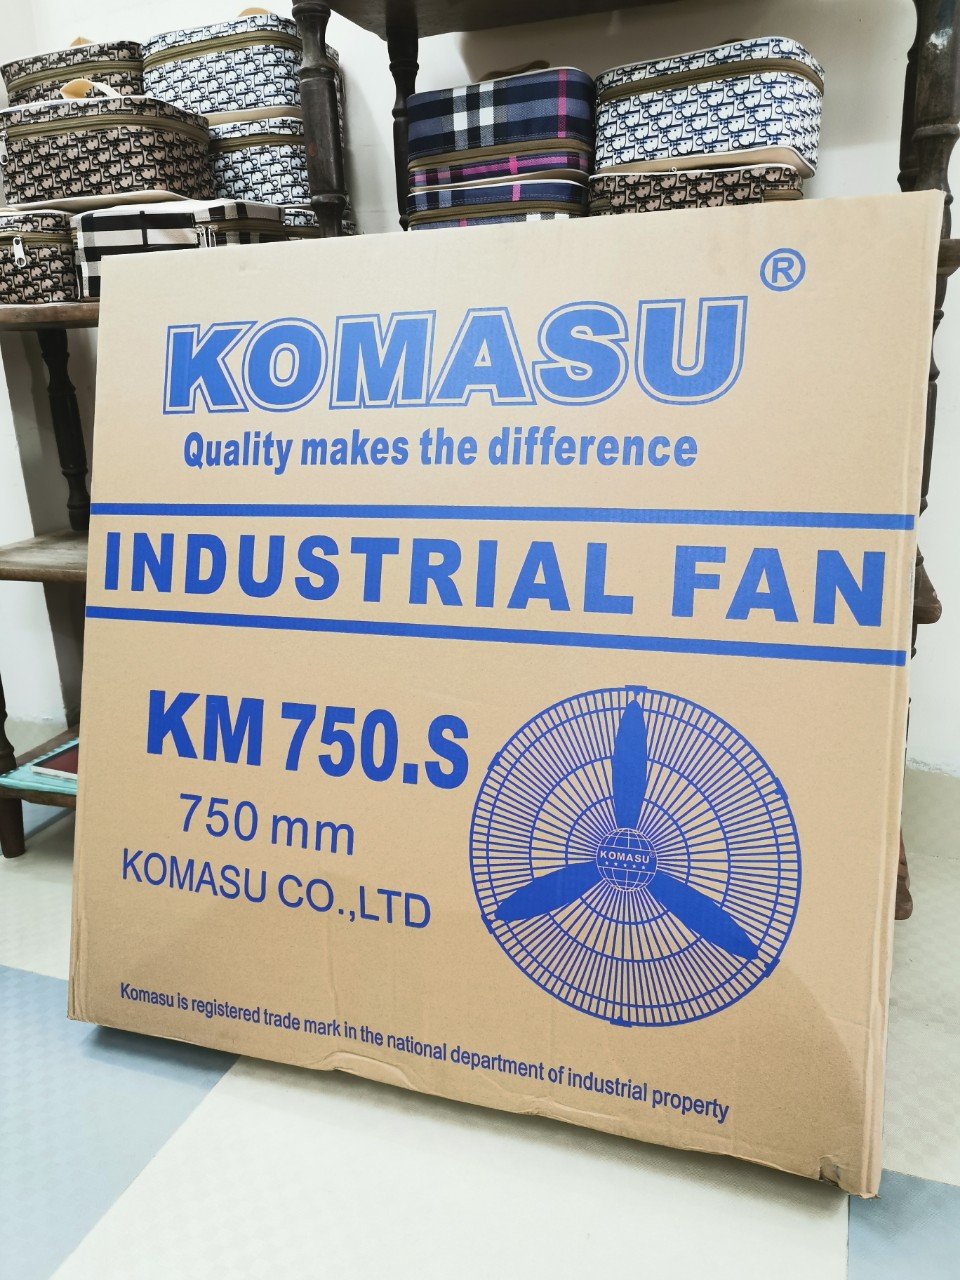 KOMASU ®
Quality makes the difference
INDUSTRIAL FAN
KM 750.S
750 mm
KOMASU CO.,LTD
KOMASU®
Komasu is registered trade mark in the national department of industrial property